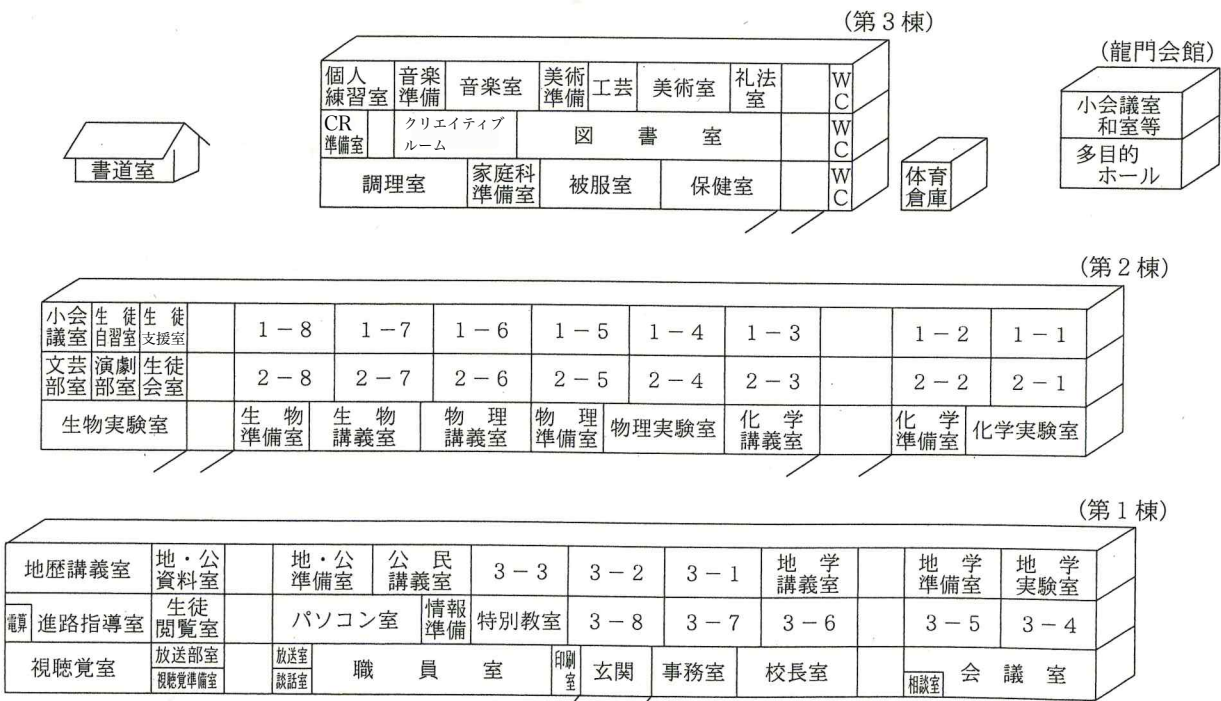 (第3棟)
(龍門会館)
個人
練習室
音楽
準備
音楽室
美術
準備
工芸
美術室
礼法
室
WC
CR
準備室
クリエイティブ
ルーム
図書室
WC
調理室
家庭科
準備室
被服室
保健室
WC
書道室
体育
倉庫
小会議室
和室等
多目的
ホール
(第2棟)
小会
議室
生徒
自習室
生徒
支援室
1-8
1-7
1-6
1-5
1-4
1-3
1-2
1-1
文芸
部室
演劇
部室
生徒
会室
2-8
2-7
2-6
2-5
2-4
2-3
2-2
2-1
生物実験室
生物
準備室
生物
講義室
物理
講義室
物理
準備室
物理実験室
化学
講義室
化学
準備室
化学実験室
(第1棟)
地歴講義室
地・公
資料室
地・公
準備室
公民
講義室
3-3
3-2
3-1
地学
講義室
地学
準備室
地学
実験室
電算
進路指導室
生徒
閲覧室
パソコン室
情報
準備
特別教室
3-8
3-7
3-6
3-5
3-4
視聴覚室
放送部室
視聴覚準備室
放送室
談話室
職員室
印刷
室
玄関
事務室
校長室
相談室
会議室